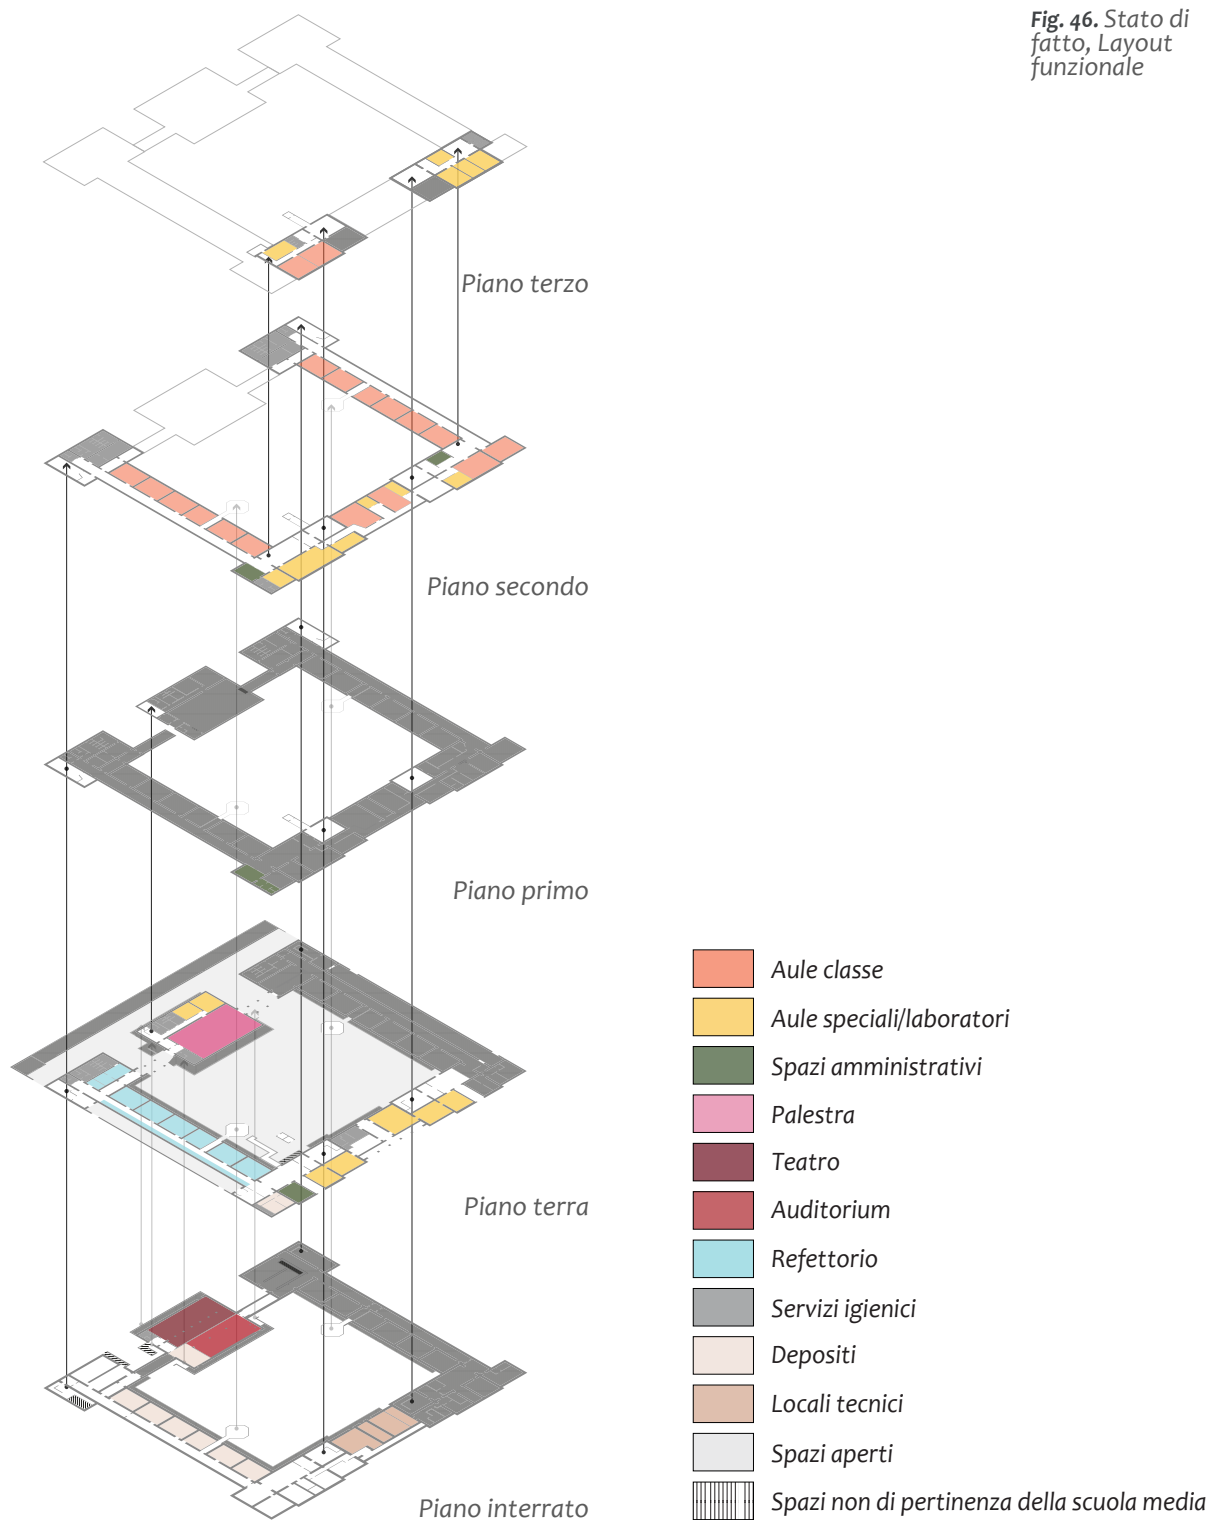 Fig. 46. Stato di
fatto, Layout
funzionale
Piano terzo
Piano secondo
Piano primo
Piano terra
Piano interrato
Aule classe
Aule speciali/laboratori
Spazi amministrativi
Palestra
Teatro
Auditorium
Refettorio
Servizi igienici
Depositi
Locali tecnici
Spazi aperti
Spazi non di pertinenza della scuola media